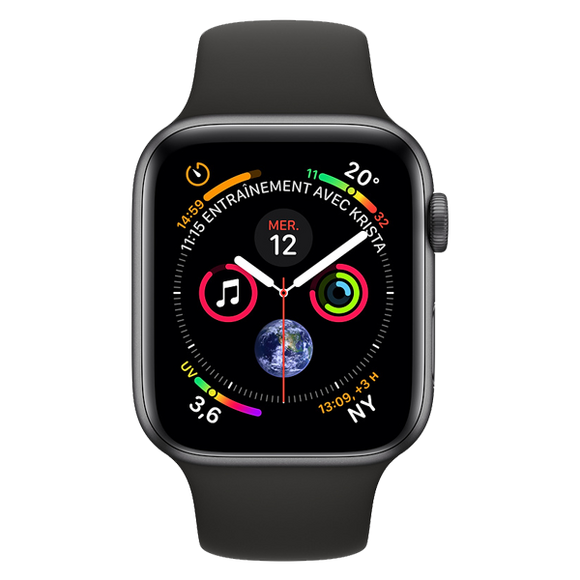 14:59
11:15 ENTRAÎNEMENT AVEC KRISTA
11
20°
32
MER.
12
UV
3,6
13:09, +3 H
NY